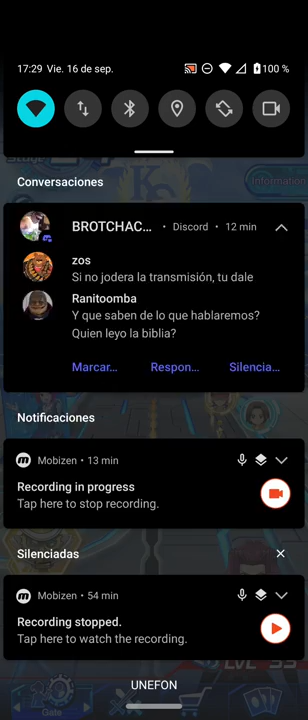 17:29 Vie. 16 de sep.
100 %
Information
Conversaciones
BROTCHAC... • Discord • 12 min
zos
Si no jodera la transmisión, tu dale
Ranitoomba
Y que saben de lo que hablaremos?
Quien leyo la biblia?
Marcar... Respon... Silencia...
Notificaciones
Mobizen • 13 min
Recording in progress
Tap here to stop recording.
Silenciadas
Mobizen • 54 min
Recording stopped.
Tap here to watch the recording.
UNEFON
Gate